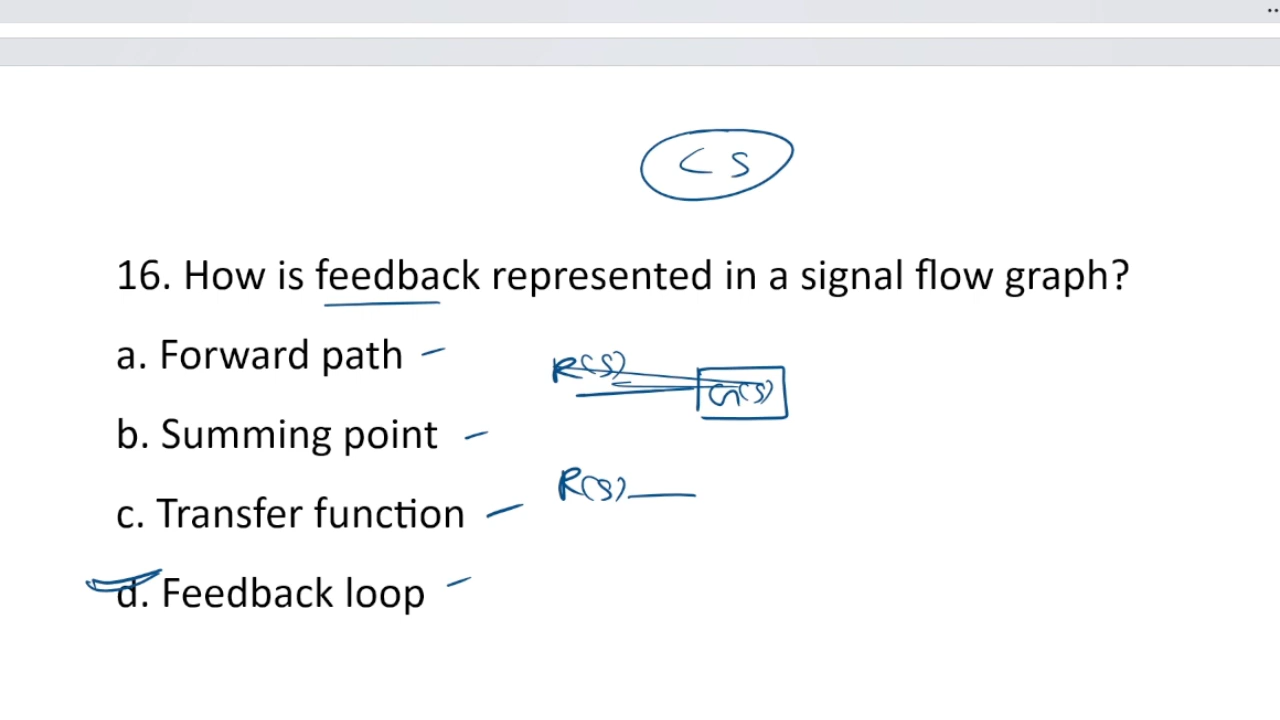 CS
16. How is feedback represented in a signal flow graph?
a. Forward path
R(s)
G(s)
b. Summing point
R(s)
c. Transfer function
d. Feedback loop